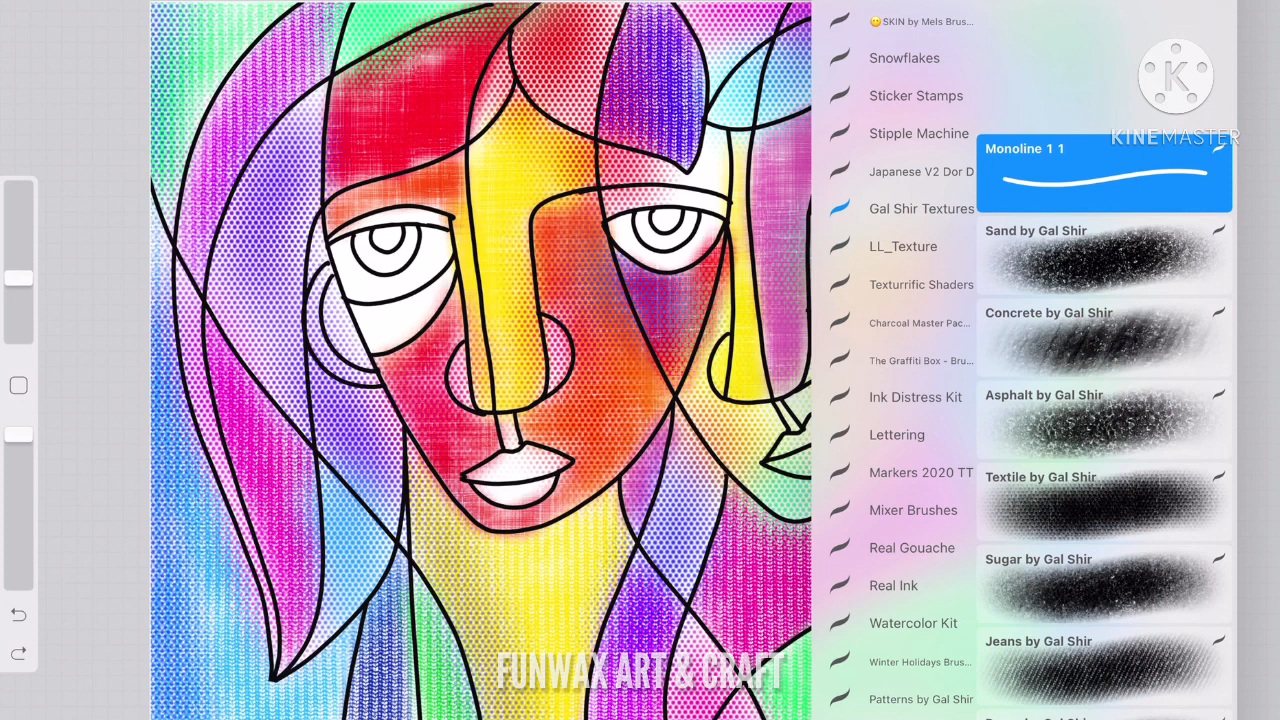 😀SKIN by Mels Brus...
Snowflakes
Sticker Stamps
Stipple Machine
Japanese V2 Dor D
Gal Shir Textures
LL_Texture
Texturrific Shaders
Charcoal Master Pac...
The Graffiti Box - Bru...
Ink Distress Kit
Lettering
Markers 2020 TT
Mixer Brushes
Real Gouache
Real Ink
Watercolor Kit
Winter Holidays Brus...
Patterns by Gal Shir
K
KINEMASTER
Monoline 1 1
Sand by Gal Shir
Concrete by Gal Shir
Asphalt by Gal Shir
Textile by Gal Shir
Sugar by Gal Shir
Jeans by Gal Shir
FUNWAX ART & CRAFT